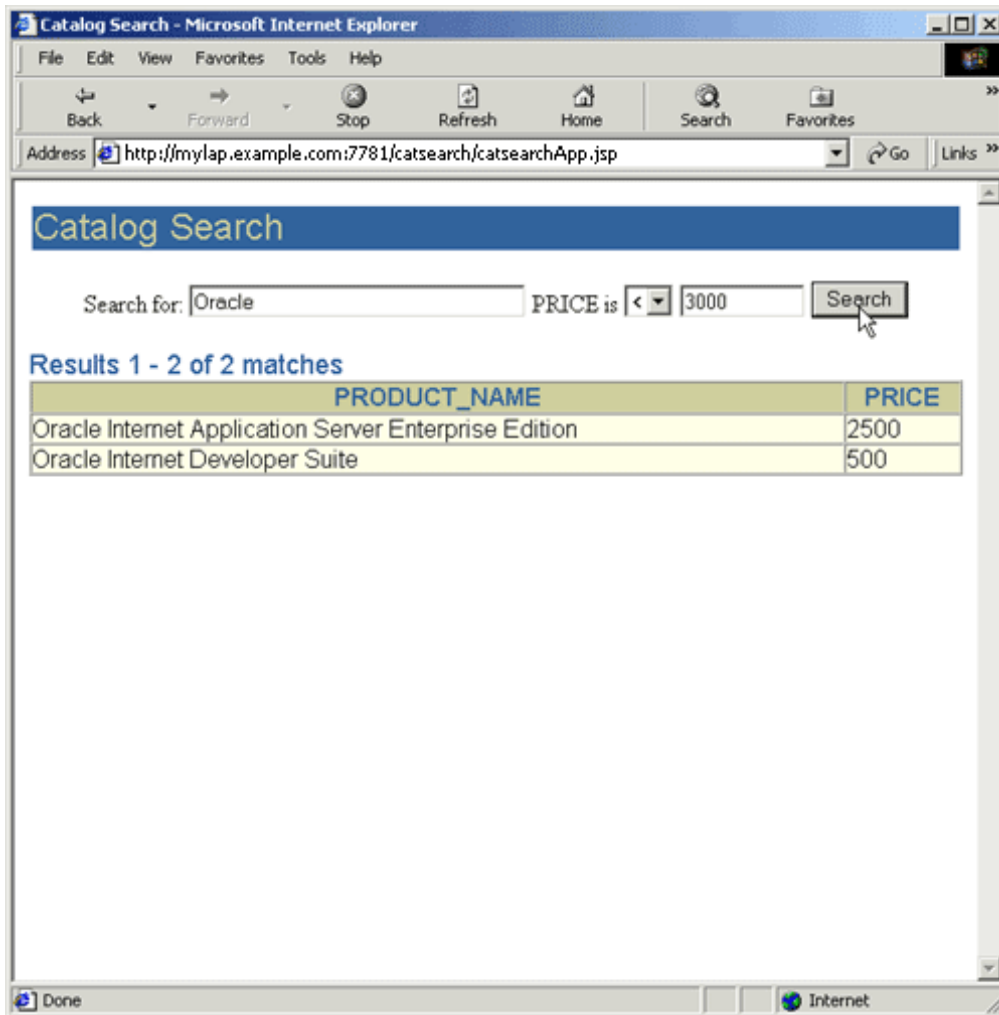 Catalog Search - Microsoft Internet Explorer
File Edit View Favorites Tools Help
Back Forward Stop Refresh Home Search Favorites »
Address http://mylap.example.com:7781/catsearch/catsearchApp.jsp Go Links »
Catalog Search
Search for: Oracle PRICE is < 3000 Search
Results 1 - 2 of 2 matches
PRODUCT_NAME PRICE
Oracle Internet Application Server Enterprise Edition 2500
Oracle Internet Developer Suite 500
Done Internet